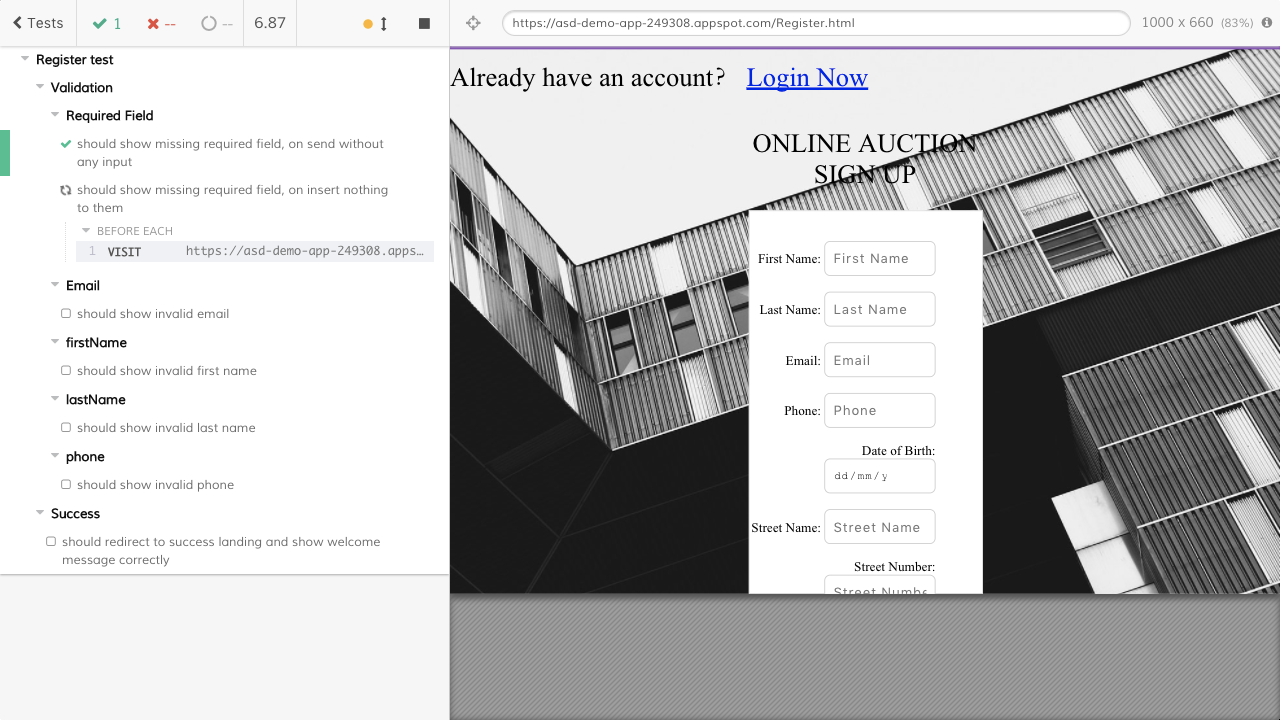 Tests
1
--
--
6.87
https://asd-demo-app-249308.appspot.com/Register.html
1000 x 660 (83%)
Register test
Validation
Required Field
should show missing required field, on send without
any input
should show missing required field, on insert nothing
to them
BEFORE EACH
1 VISIT https://asd-demo-app-249308.apps…
Email
should show invalid email
firstName
should show invalid first name
lastName
should show invalid last name
phone
should show invalid phone
Success
should redirect to success landing and show welcome
message correctly
Already have an account? Login Now
ONLINE AUCTION
SIGN UP
First Name: First Name
Last Name: Last Name
Email: Email
Phone: Phone
Date of Birth:
dd/mm/y
Street Name: Street Name
Street Number:
Street Numbe